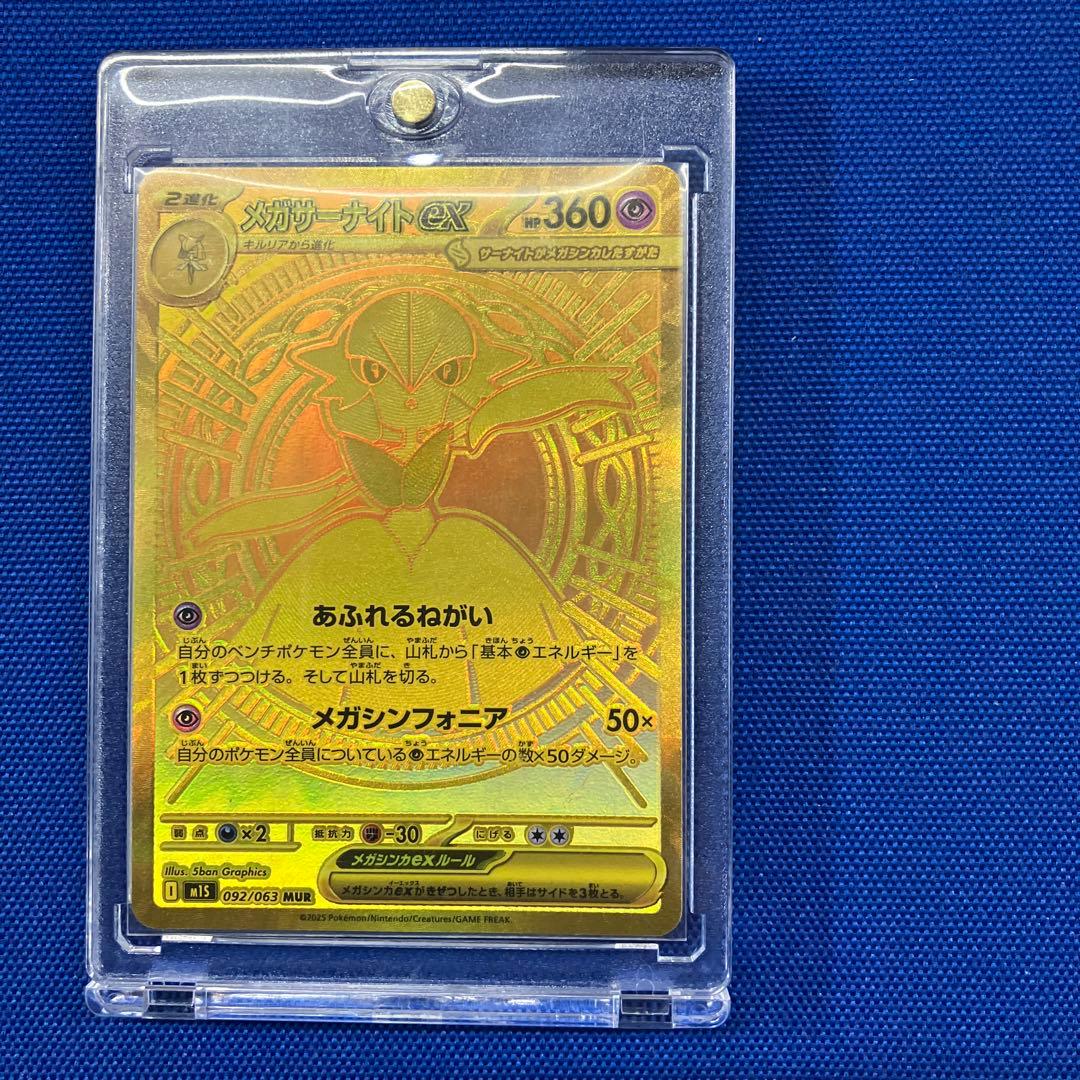 2進化
メガサーナイトex
HP 360
キルリアから進化
サーナイトがメガシンカしたすがた
あふれるねがい
自分のベンチポケモン全員に、山札から「基本エネルギー」を
1枚ずつつける。そして山札を切る。
メガシンフォニア 50×
自分のポケモン全員についているエネルギーの数×50ダメージ。
弱点 ×2 抵抗力 -30 にげる
メガシンカexルール
メガシンカexがきぜつしたとき、相手はサイドを3枚とる。
Illus. 5ban Graphics
I m1S 092/063 MUR
©2025 Pokémon/Nintendo/Creatures/GAME FREAK.